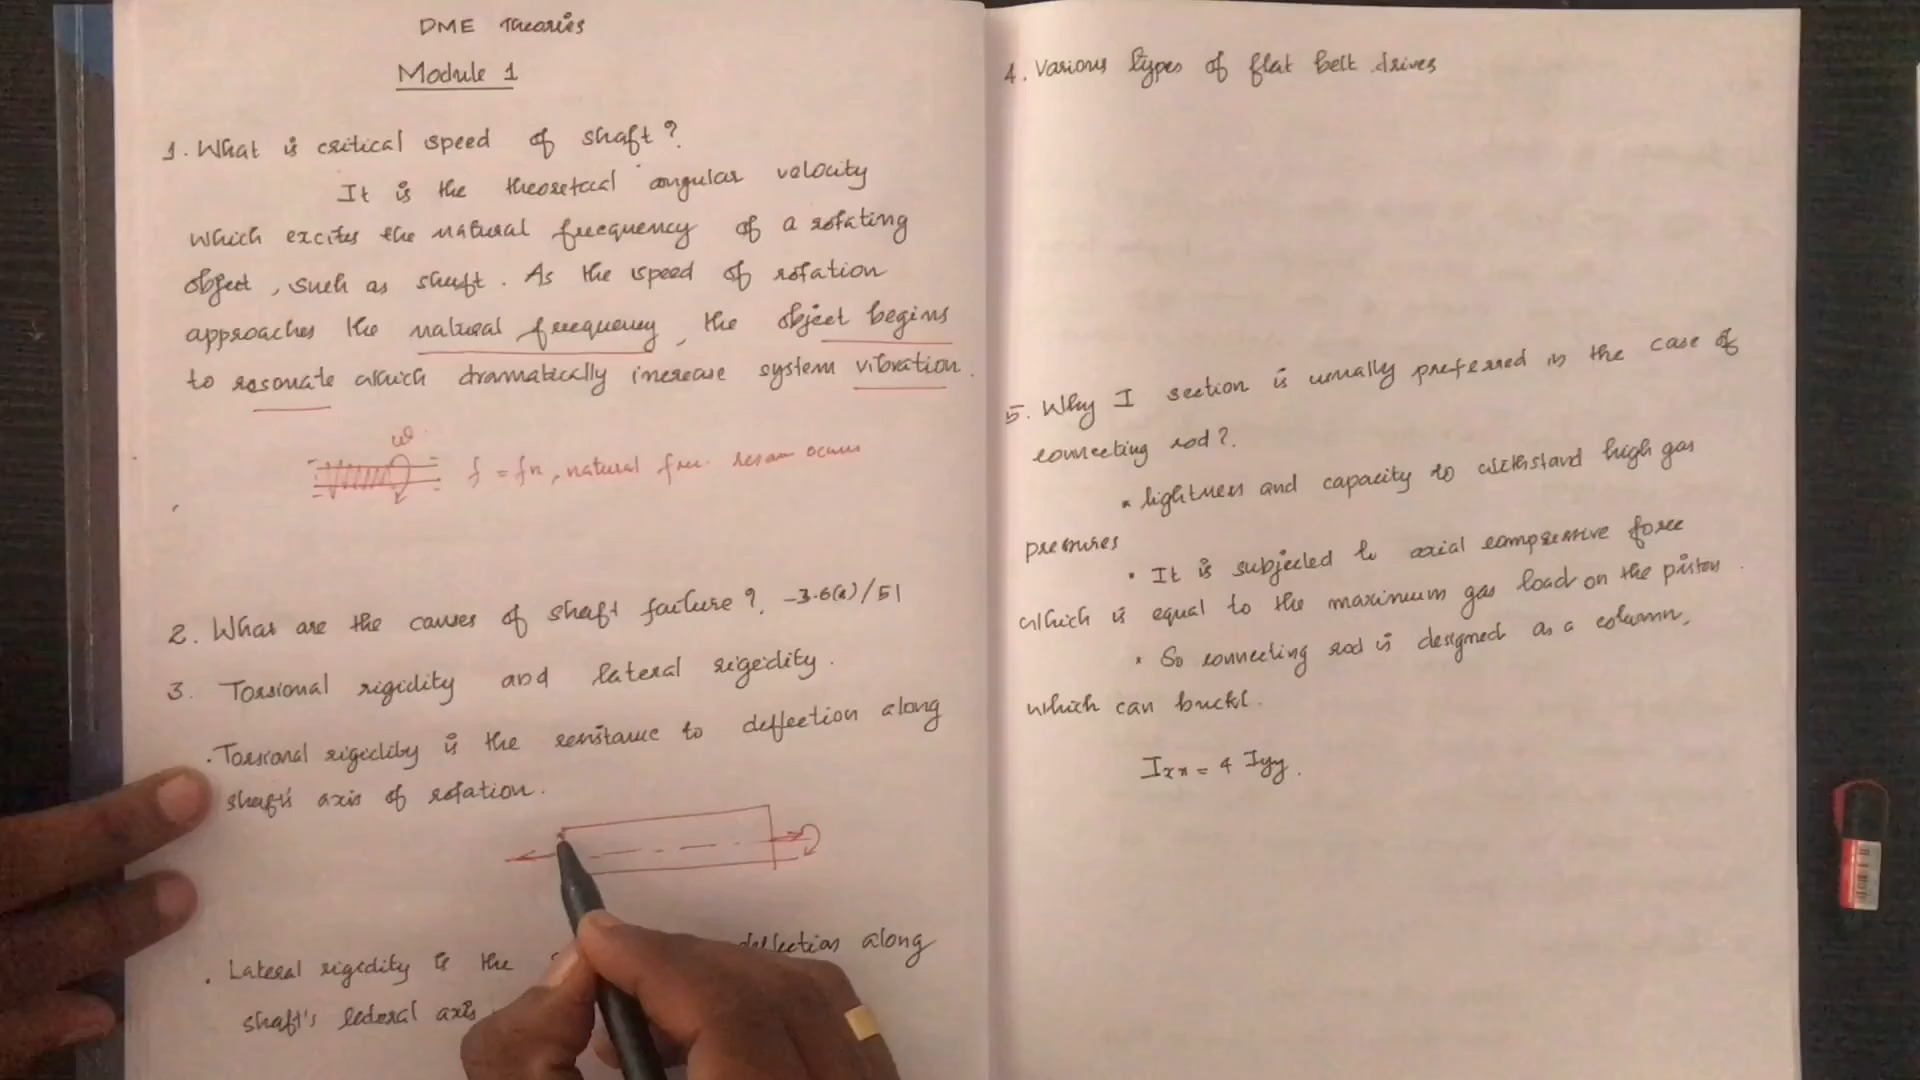 DME Theories
Module 1
1. What is critical speed of shaft?
It is the theoretical angular velocity
which excites the natural frequency of a rotating
object, such as shaft. As the speed of rotation
approaches the natural frequency, the object begins
to resonate which dramatically increase system vibration.
ω
f = fn, natural fre. occurs
2. What are the causes of shaft failure? -3.6(a)/51
3. Torsional rigidity and lateral rigidity.
· Torsional rigidity is the resistance to deflection along
shaft's axis of rotation.
· Lateral rigidity is the deflection along
shaft's axis
4. Various types of flat belt drives
5. Why I section is usually preferred in the case of
connecting rod?.
• lightness and capacity to withstand high gas
pressures
• It is subjected to axial compressive force
which is equal to the maximum gas load on the piston.
• So connecting rod is designed as a column,
which can buckl.
Ixx = 4 Iyy.